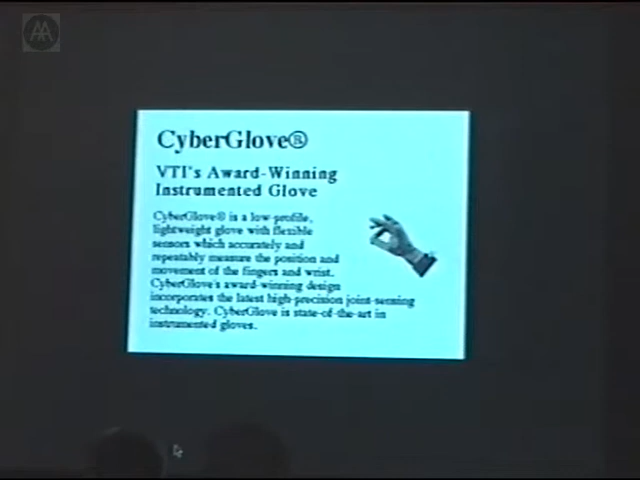 AA
CyberGlove®
VTI's Award-Winning
Instrumented Glove
CyberGlove® is a low-profile,
lightweight glove with flexible
sensors which accurately and
repeatably measure the position and
movement of the fingers and wrist.
CyberGlove's award-winning design
incorporates the latest high-precision joint-sensing
technology. CyberGlove is state-of-the-art in
instrumented gloves.